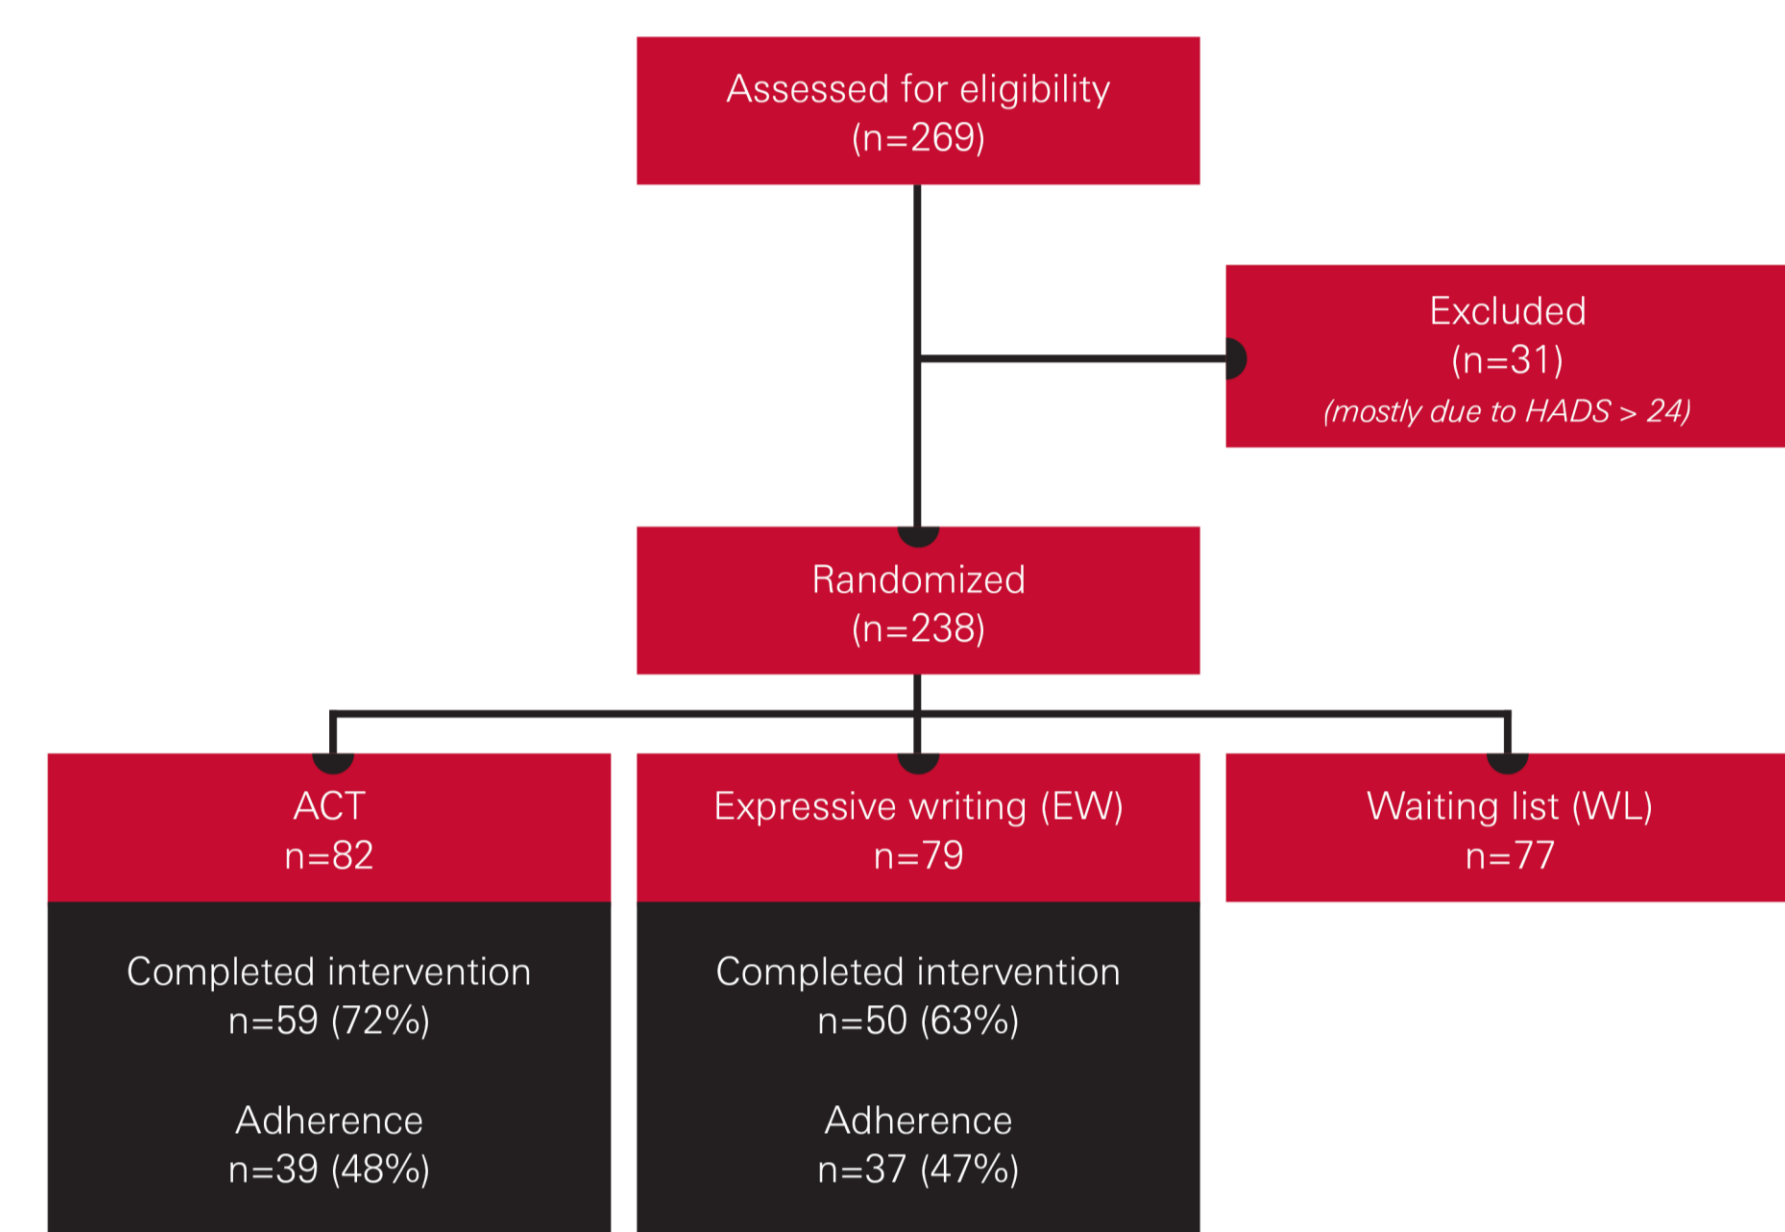 Assessed for eligibility
(n=269)
Excluded
(n=31)
(mostly due to HADS > 24)
Randomized
(n=238)
ACT
n=82
Expressive writing (EW)
n=79
Waiting list (WL)
n=77
Completed intervention
n=59 (72%)
Adherence
n=39 (48%)
Completed intervention
n=50 (63%)
Adherence
n=37 (47%)